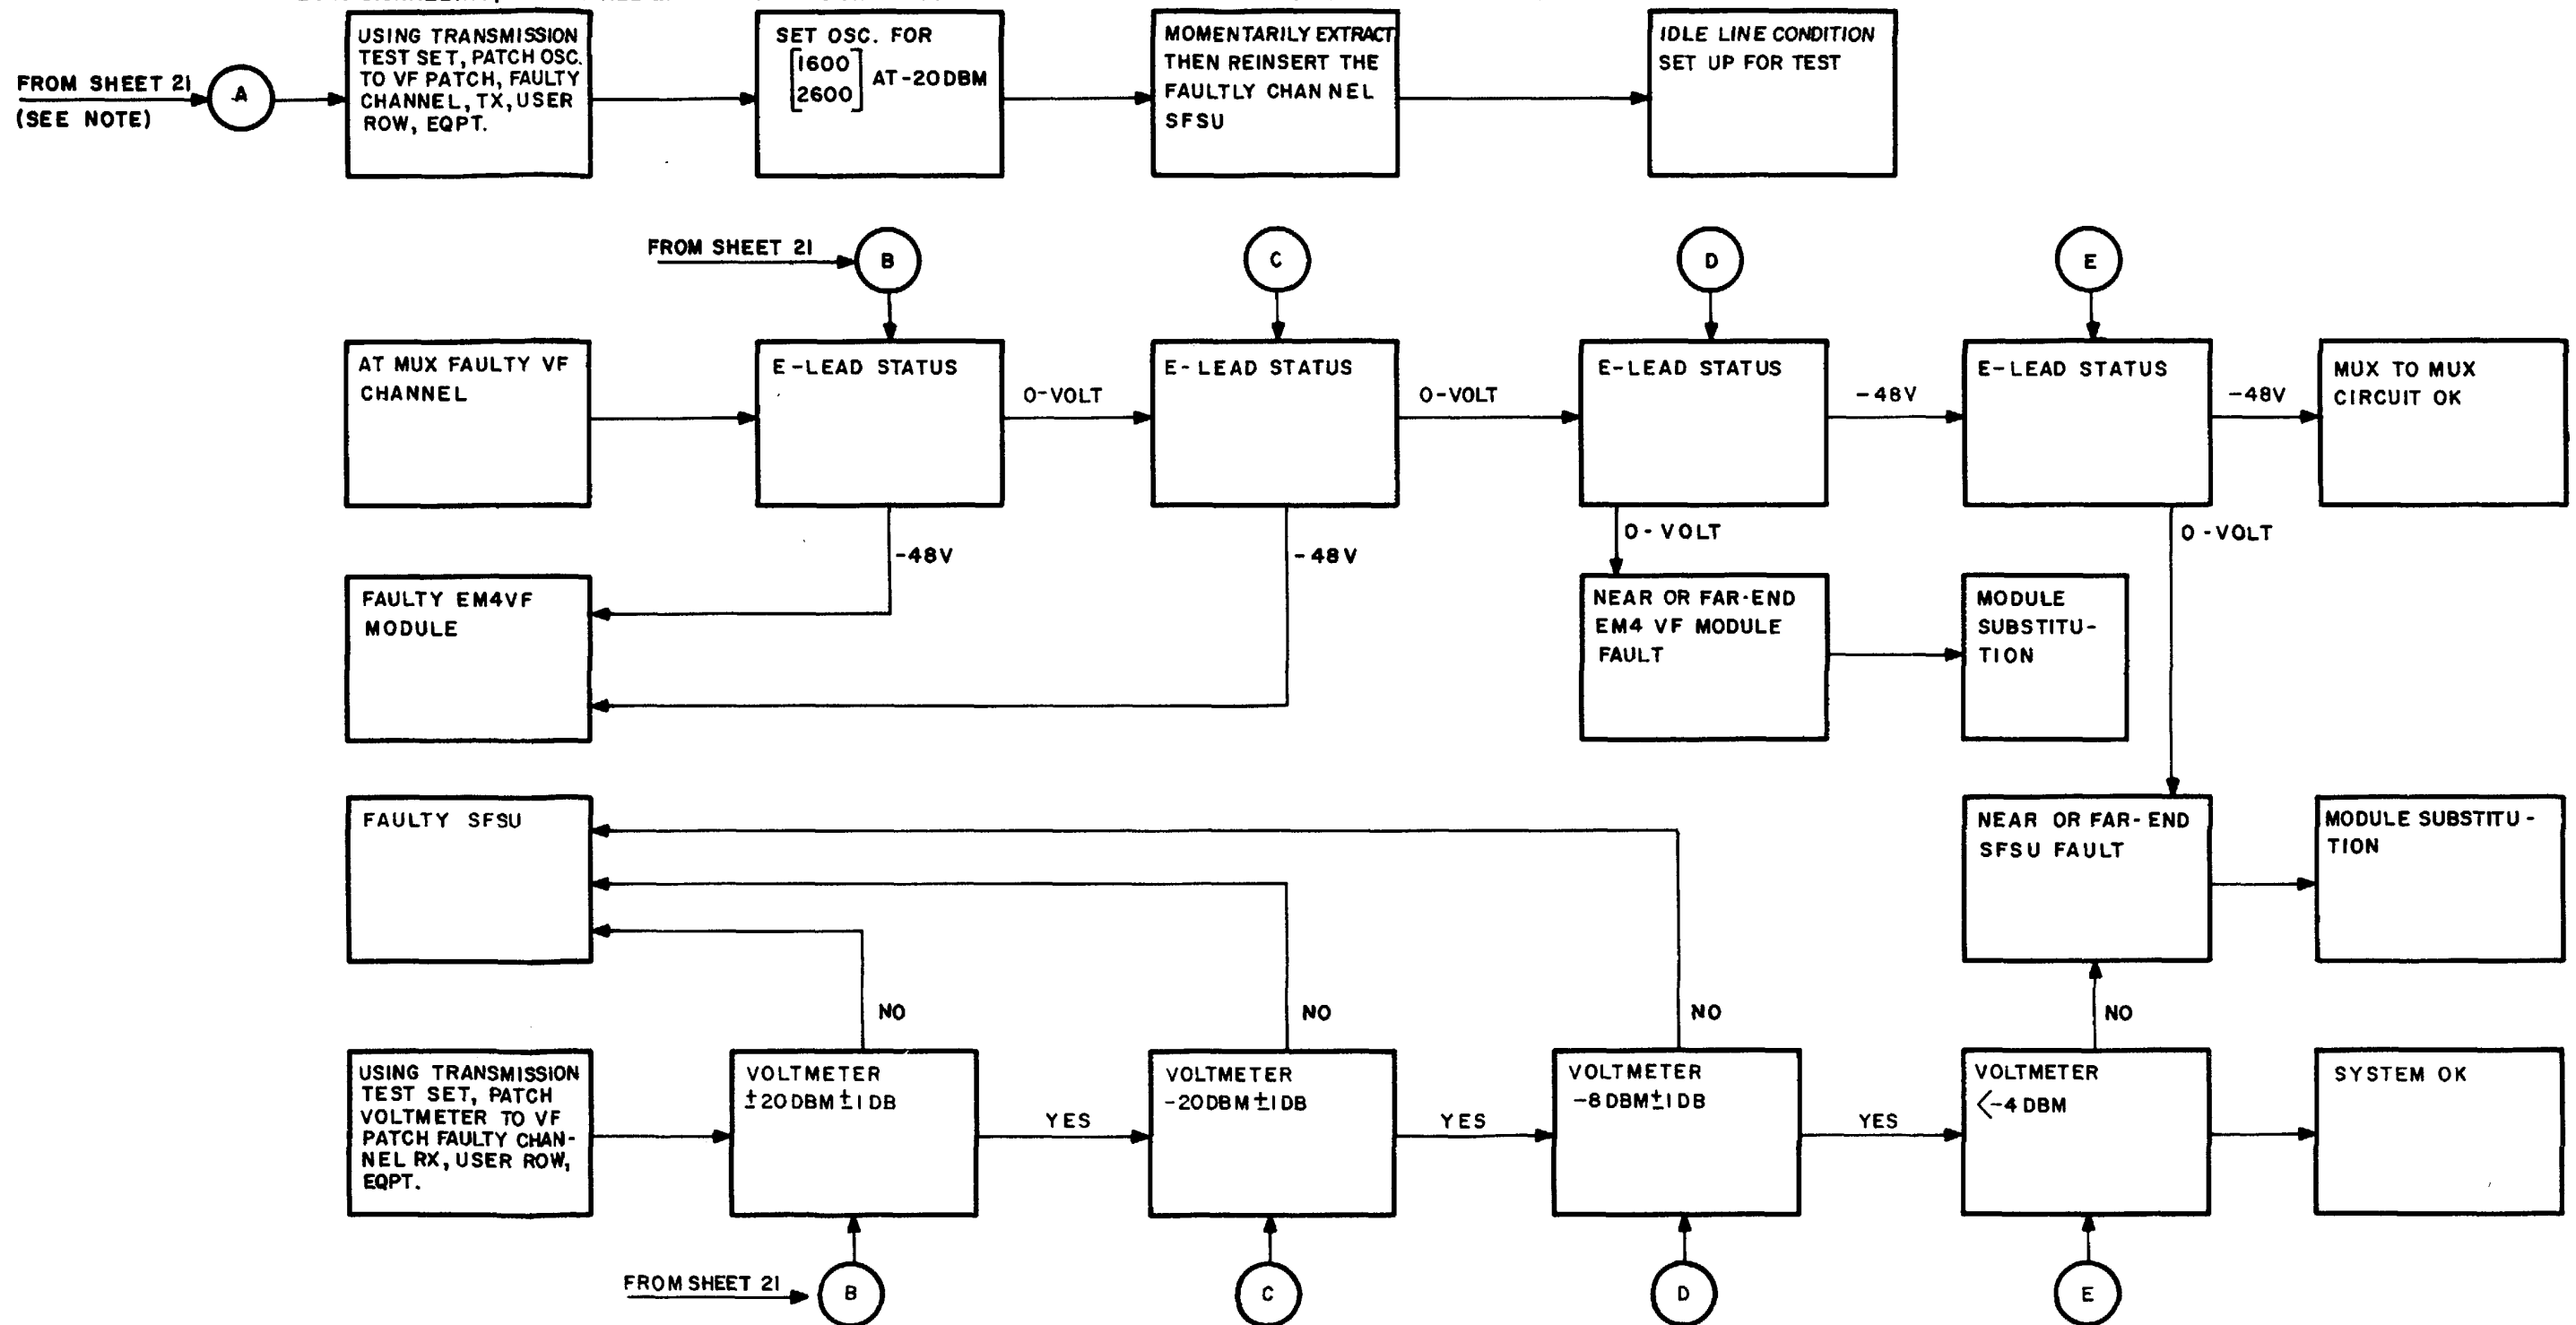 USING TRANSMISSION
TEST SET, PATCH OSC.
TO VF PATCH, FAULTY
CHANNEL, TX, USER
ROW, EQPT.
SET OSC. FOR
[1600
2600] AT -20 DBM
MOMENTARILY EXTRACT
THEN REINSERT THE
FAULTLY CHANNEL
SFSU
IDLE LINE CONDITION
SET UP FOR TEST
FROM SHEET 21
(SEE NOTE)
A
FROM SHEET 21
B
C
D
E
AT MUX FAULTY VF
CHANNEL
E-LEAD STATUS
O-VOLT
E-LEAD STATUS
O-VOLT
E-LEAD STATUS
-48V
E-LEAD STATUS
-48V
MUX TO MUX
CIRCUIT OK
-48V
-48V
O-VOLT
O-VOLT
FAULTY EM4VF
MODULE
NEAR OR FAR-END
EM4 VF MODULE
FAULT
MODULE
SUBSTITU-
TION
FAULTY SFSU
NEAR OR FAR-END
SFSU FAULT
MODULE SUBSTITU-
TION
NO
NO
NO
NO
USING TRANSMISSION
TEST SET, PATCH
VOLTMETER TO VF
PATCH FAULTY CHAN-
NEL RX, USER ROW,
EQPT.
VOLTMETER
±20DBM ±1DB
YES
VOLTMETER
-20DBM ±1DB
YES
VOLTMETER
-8DBM ±1DB
YES
VOLTMETER
<-4 DBM
SYSTEM OK
FROM SHEET 21
B
C
D
E